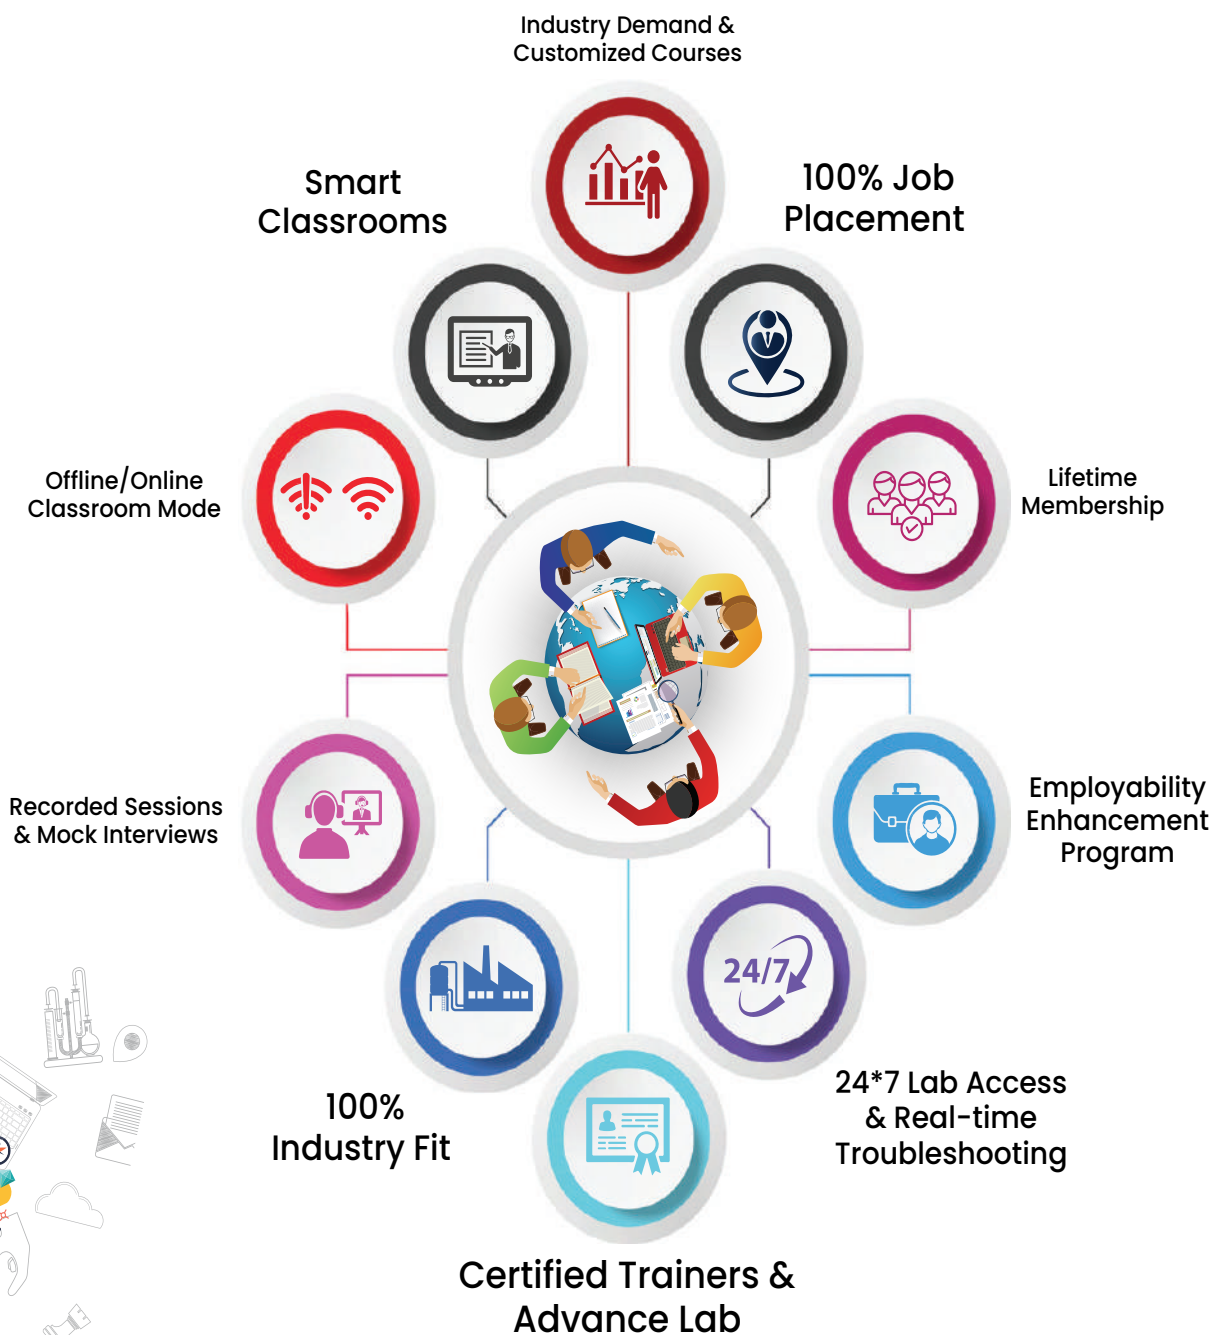 Industry Demand &
Customized Courses
Smart
Classrooms
100% Job
Placement
Offline/Online
Classroom Mode
Lifetime
Membership
Recorded Sessions
& Mock Interviews
Employability
Enhancement
Program
24/7
100%
Industry Fit
24*7 Lab Access
& Real-time
Troubleshooting
Certified Trainers &
Advance Lab